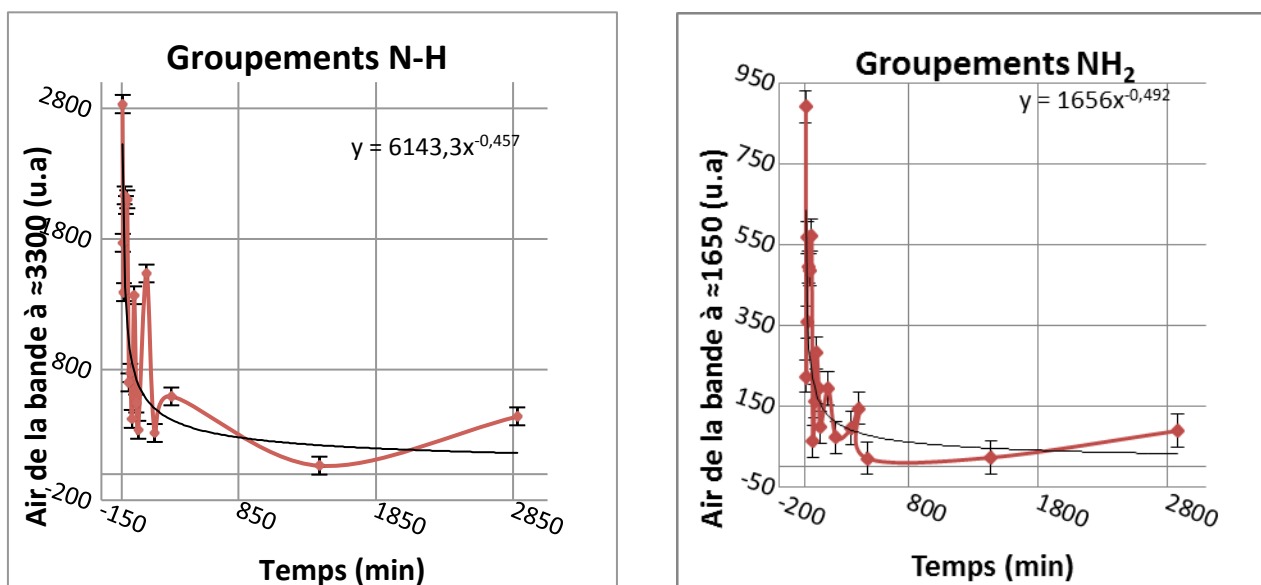 Groupements N-H
y = 6143,3x-0,457
Air de la bande à ≈3300 (u.a)
2800
1800
800
-200
-150
850
1850
2850
Temps (min)
Groupements NH2
y = 1656x-0,492
Air de la bande à ≈1650 (u.a)
950
750
550
350
150
-50
-200
800
1800
2800
Temps (min)